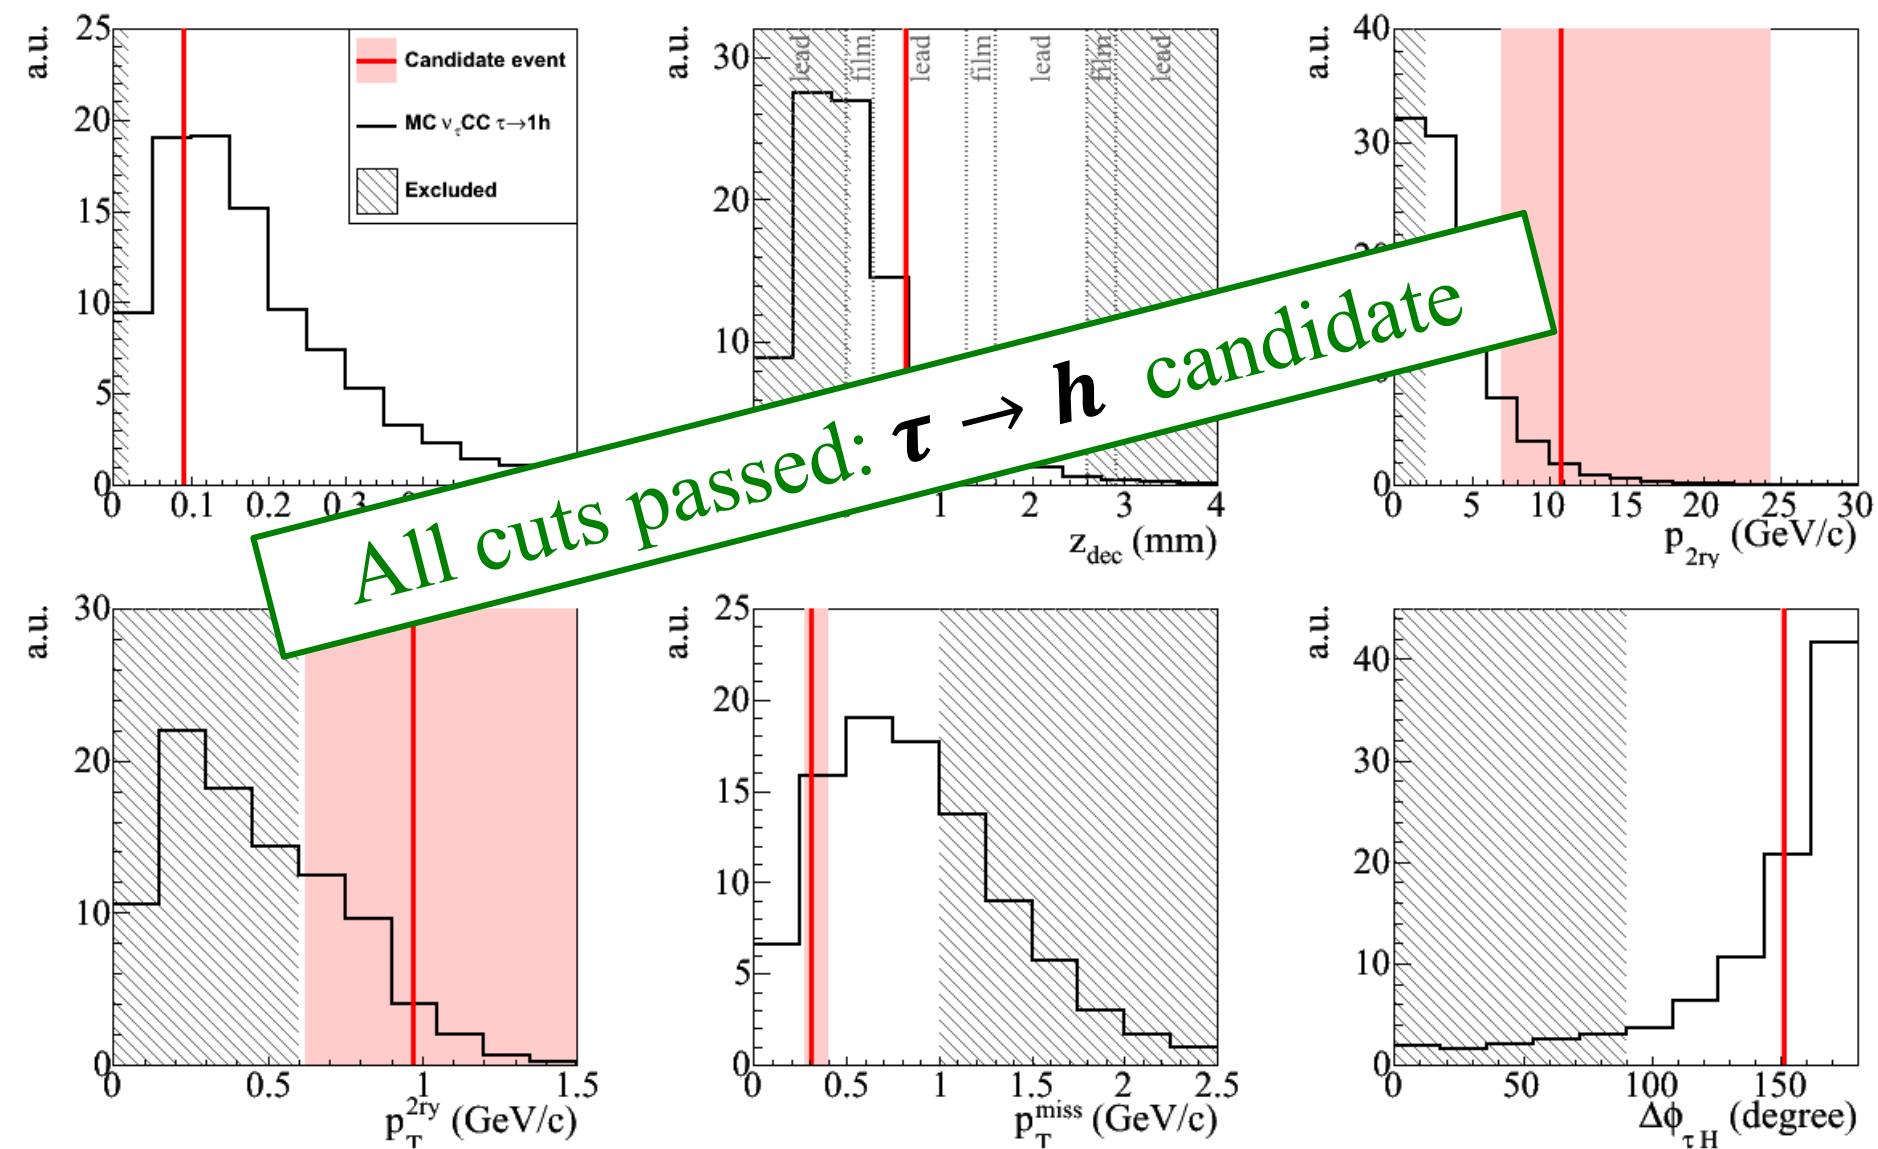 a.u.
25
20
15
10
5
0
0 0.1 0.2 0.3
Candidate event
MC ντCC τ→1h
Excluded
a.u.
30
20
10
lead film lead film lead film lead
1 2 3 4
z_dec (mm)
a.u.
40
30
0
0 5 10 15 20 25 30
p_2ry (GeV/c)
All cuts passed: τ → h candidate
a.u.
30
20
10
0
0 0.5 1 1.5
p_T^2ry (GeV/c)
a.u.
25
20
15
10
5
0
0 0.5 1 1.5 2 2.5
p_T^miss (GeV/c)
a.u.
40
30
20
10
0
0 50 100 150
Δϕ_τH (degree)